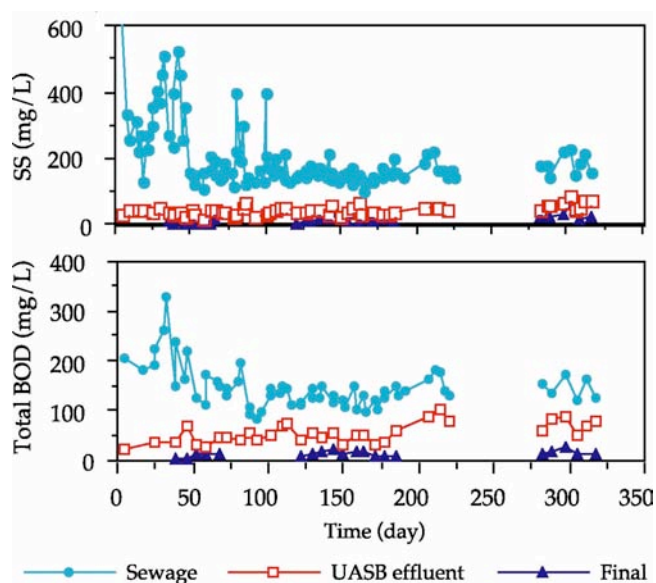 600
400
200
0
SS (mg/L)
400
300
200
100
0
Total BOD (mg/L)
0 50 100 150 200 250 300 350
Time (day)
Sewage UASB effluent Final